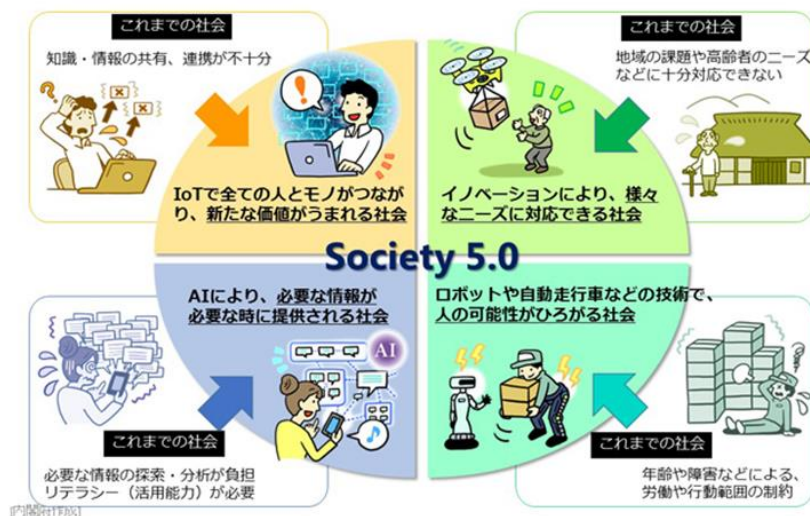 これまでの社会
知識・情報の共有、連携が不十分
IoTで全ての人とモノがつなが
り、新たな価値がうまれる社会
これまでの社会
地域の課題や高齢者のニーズ
などに十分対応できない
イノベーションにより、様々
なニーズに対応できる社会
Society 5.0
AIにより、必要な情報が
必要な時に提供される社会
AI
これまでの社会
必要な情報の探索・分析が負担
リテラシー（活用能力）が必要
ロボットや自動走行車などの技術で、
人の可能性がひろがる社会
これまでの社会
年齢や障害などによる、
労働や行動範囲の制約